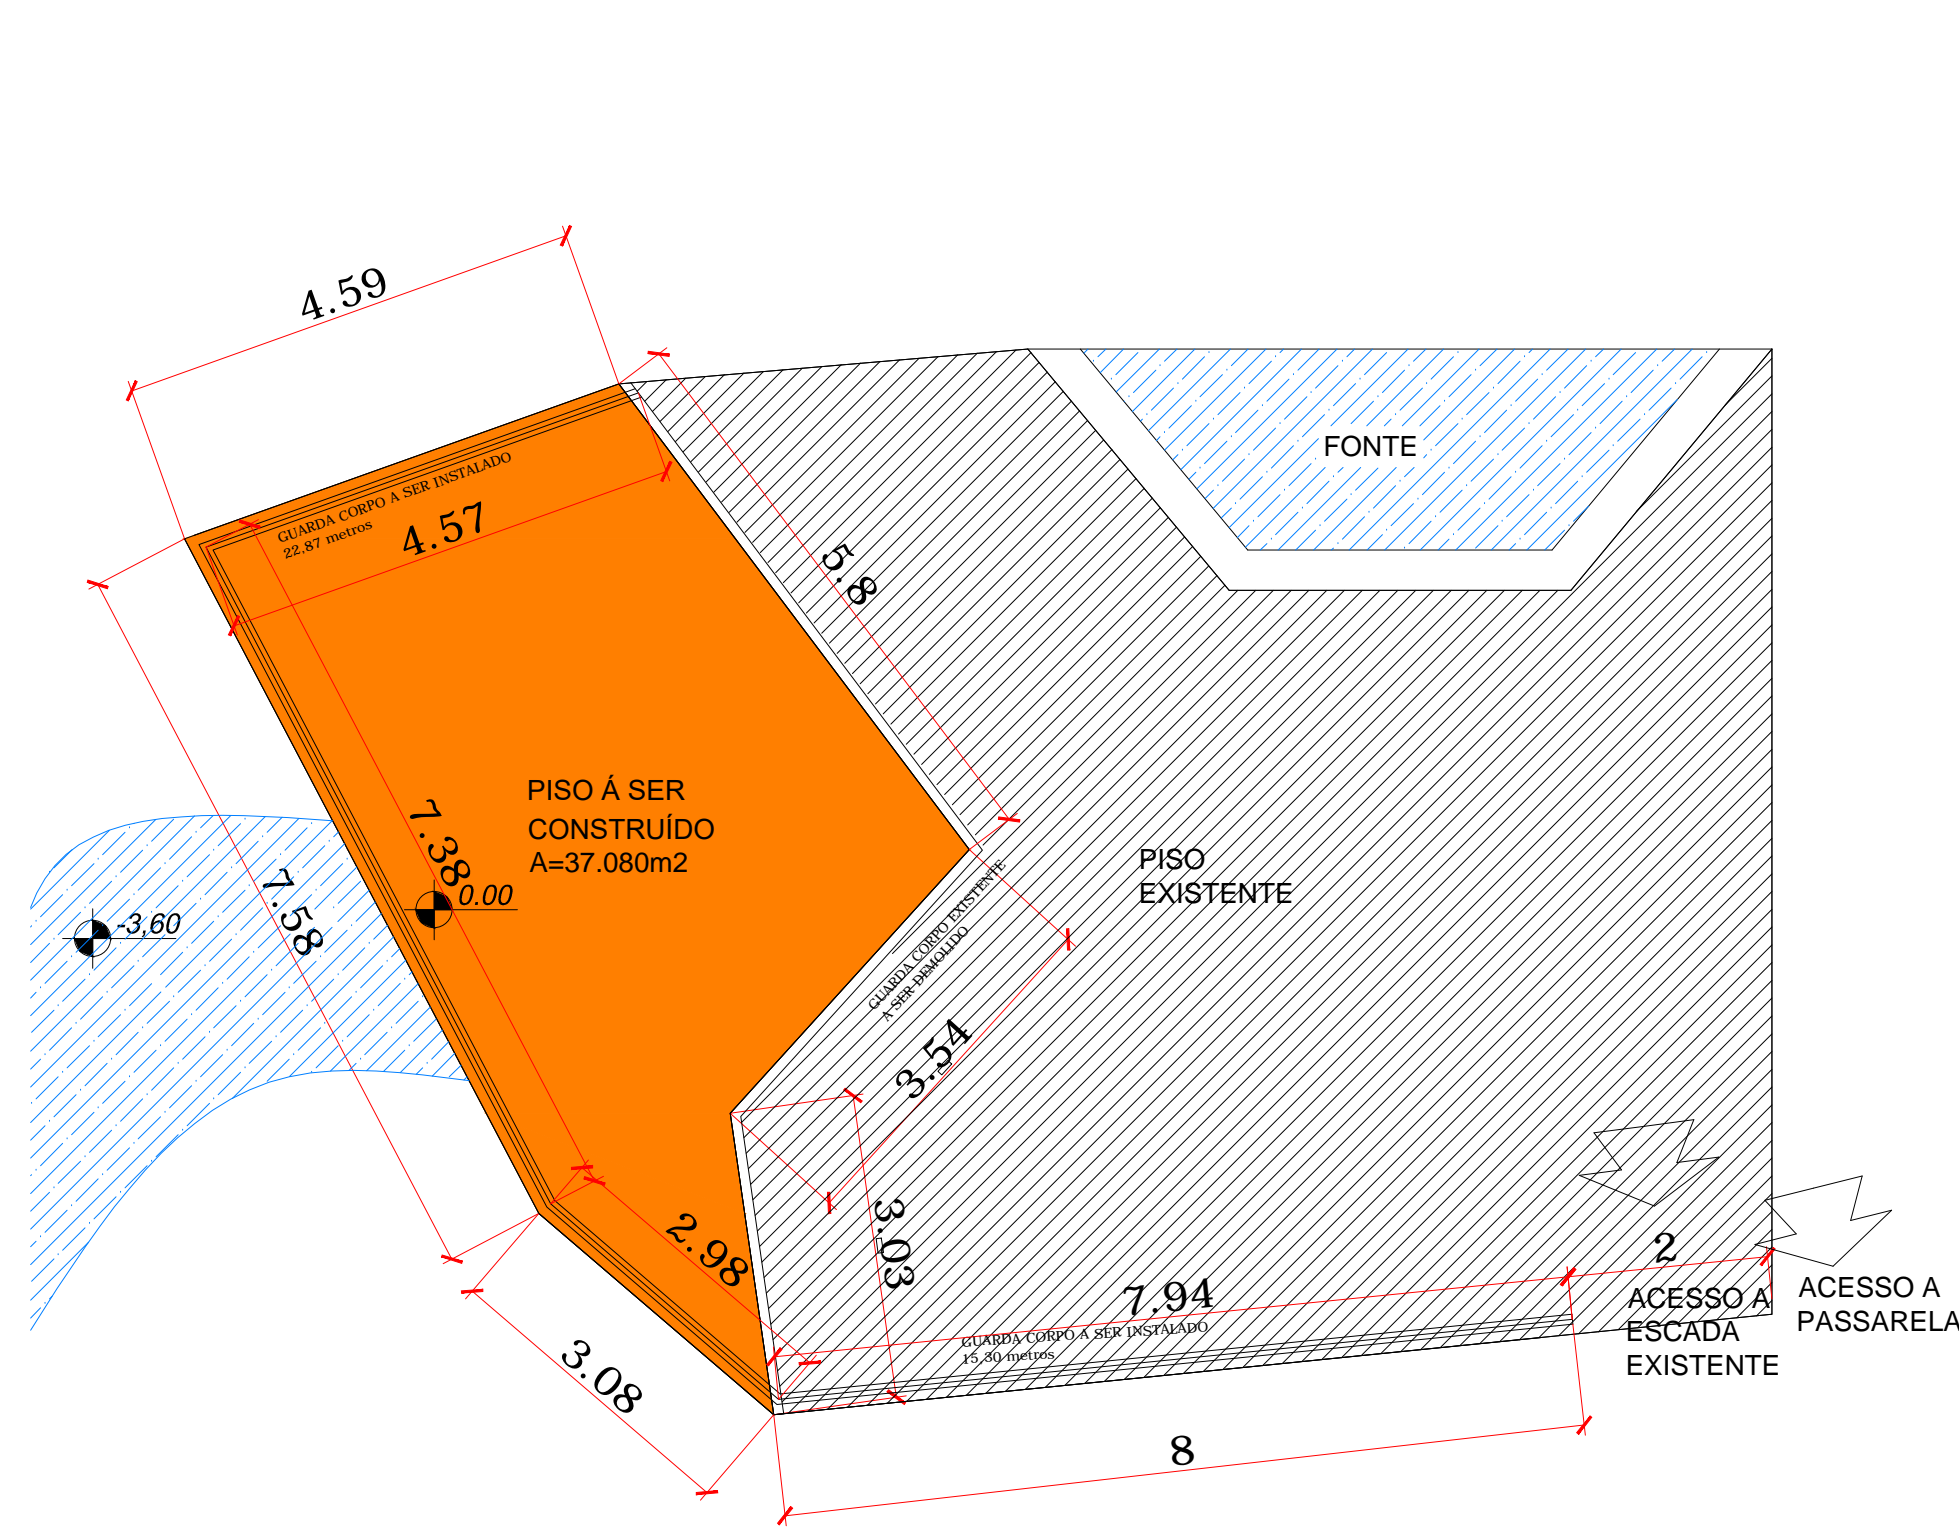 4.59
FONTE
GUARDA CORPO A SER INSTALADO
22,87 metros
4.57
5.8
PISO Á SER
CONSTRUÍDO
A=37.080m2
7.38
0.00
7.58
-3,60
PISO
EXISTENTE
GUARDA CORPO EXISTENTE
A SER DEMOLIDO
3.54
2.98
3.03
7.94
2
GUARDA CORPO A SER INSTALADO
15,30 metros
ACESSO A
ESCADA
EXISTENTE
ACESSO A
PASSARELA
3.08
8